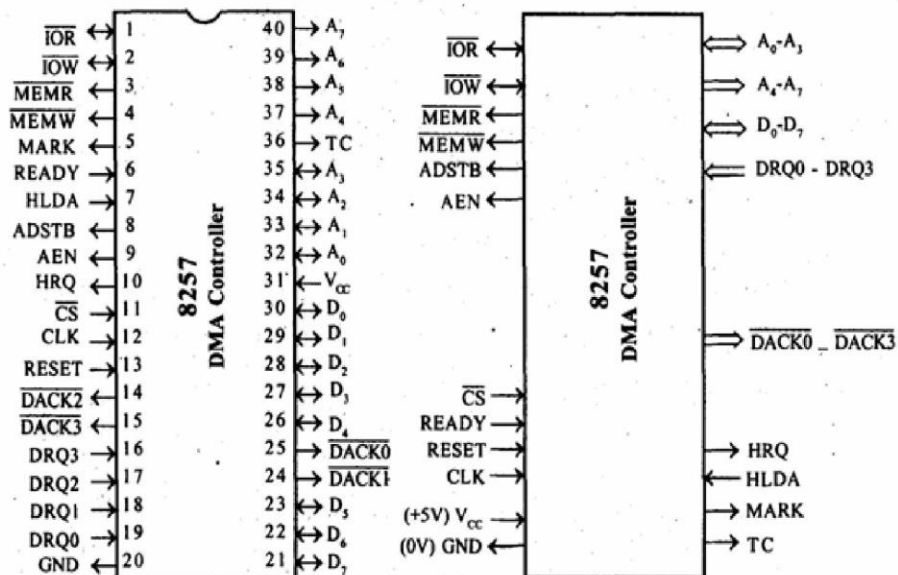 IOR 1 40 A7
IOW 2 39 A6
MEMR 3 38 A5
MEMW 4 37 A4
MARK 5 36 TC
READY 6 35 A3
HLDA 7 34 A2
ADSTB 8 33 A1
AEN 9 32 A0
HRQ 10 31 VCC
CS 11 30 D0
CLK 12 29 D1
RESET 13 28 D2
DACK2 14 27 D3
DACK3 15 26 D4
DRQ3 16 25 DACK0
DRQ2 17 24 DACK1
DRQ1 18 23 D5
DRQ0 19 22 D6
GND 20 21 D7
8257
DMA Controller
IOR A0-A3
IOW A4-A7
MEMR D0-D7
MEMW
ADSTB DRQ0 - DRQ3
AEN
8257
DMA Controller
DACK0 - DACK3
CS
READY
RESET HRQ
CLK HLDA
(+5V) VCC MARK
(0V) GND TC